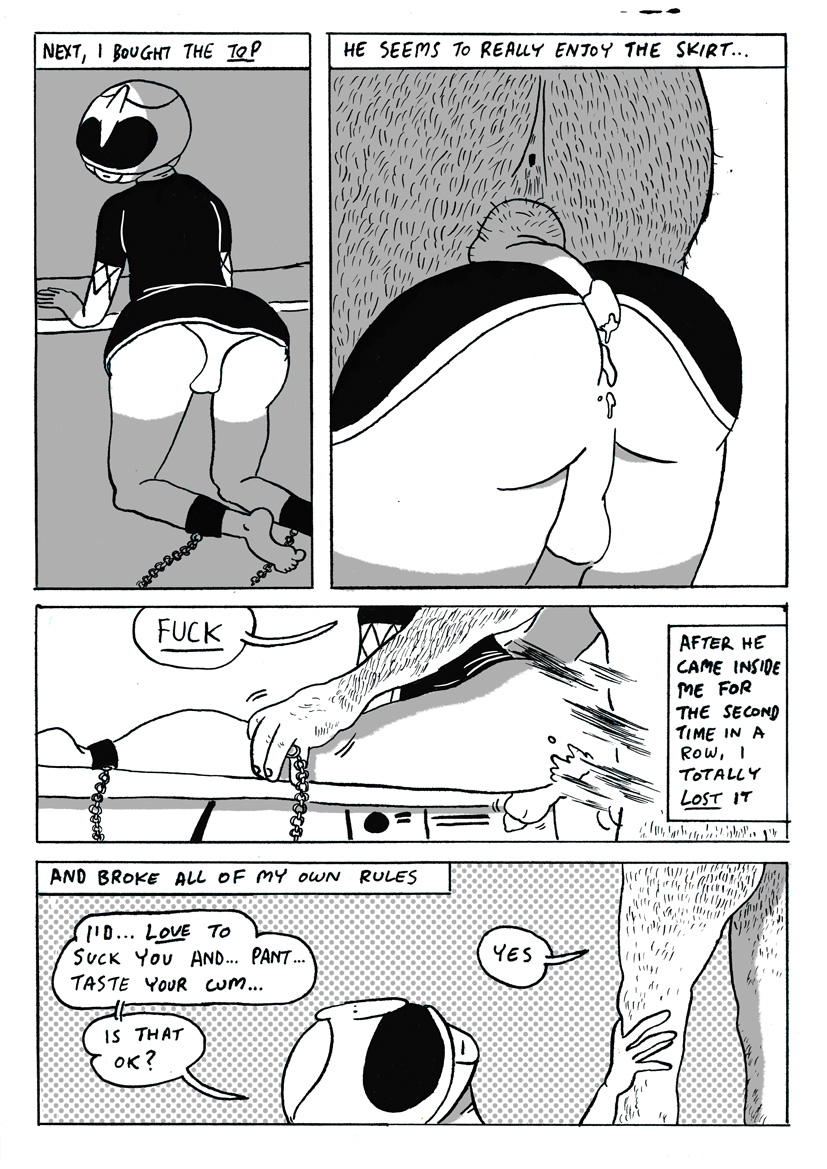 NEXT, I BOUGHT THE TOP
HE SEEMS TO REALLY ENJOY THE SKIRT...
FUCK
AFTER HE
CAME INSIDE
ME FOR
THE SECOND
TIME IN A
ROW, I
TOTALLY
LOST IT
AND BROKE ALL OF MY OWN RULES
I'D... LOVE TO
SUCK YOU AND... PANT...
TASTE YOUR CUM...
IS THAT
OK?
YES